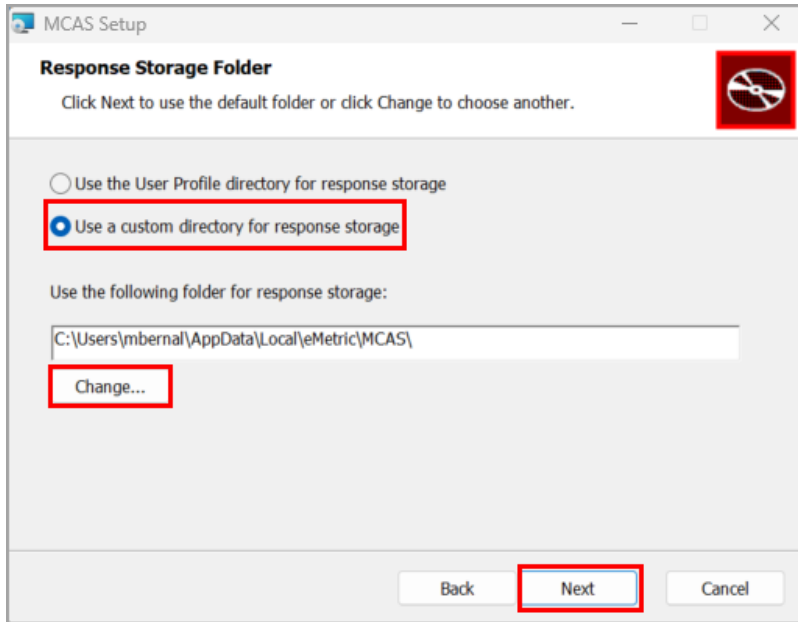 MCAS Setup
Response Storage Folder
Click Next to use the default folder or click Change to choose another.
Use the User Profile directory for response storage
Use a custom directory for response storage
Use the following folder for response storage:
C:\Users\mbernal\AppData\Local\eMetric\MCAS\
Change...
Back Next Cancel